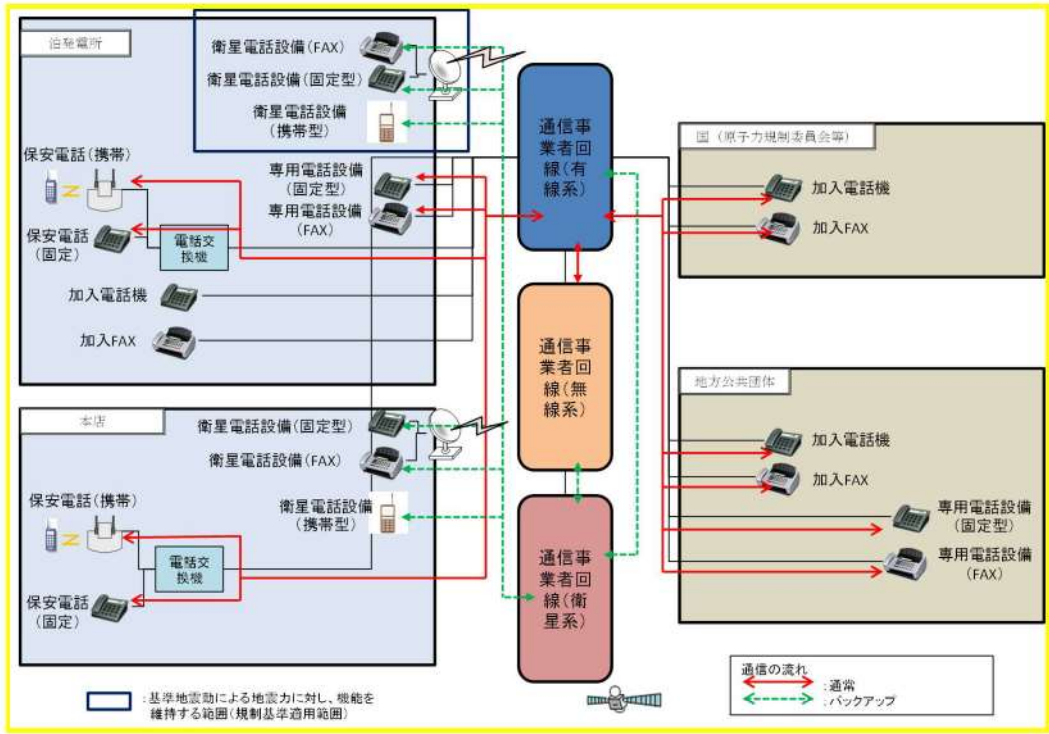 泊発電所
衛星電話設備(FAX)
衛星電話設備(固定型)
衛星電話設備
(携帯型)
保安電話(携帯)
専用電話設備
(固定型)
専用電話設備
(FAX)
保安電話
(固定)
電話交
換機
加入電話機
加入FAX
本店
衛星電話設備(固定型)
衛星電話設備(FAX)
衛星電話設備
(携帯型)
保安電話(携帯)
電話交
換機
保安電話
(固定)
通信事
業者回
線(有
線系)
通信事
業者回
線(無
線系)
通信事
業者回
線(衛
星系)
国(原子力規制委員会等)
加入電話機
加入FAX
地方公共団体
加入電話機
加入FAX
専用電話設備
(固定型)
専用電話設備
(FAX)
:基準地震動による地震力に対し、機能を
維持する範囲(規制基準適用範囲)
通信の流れ
:通常
:バックアップ